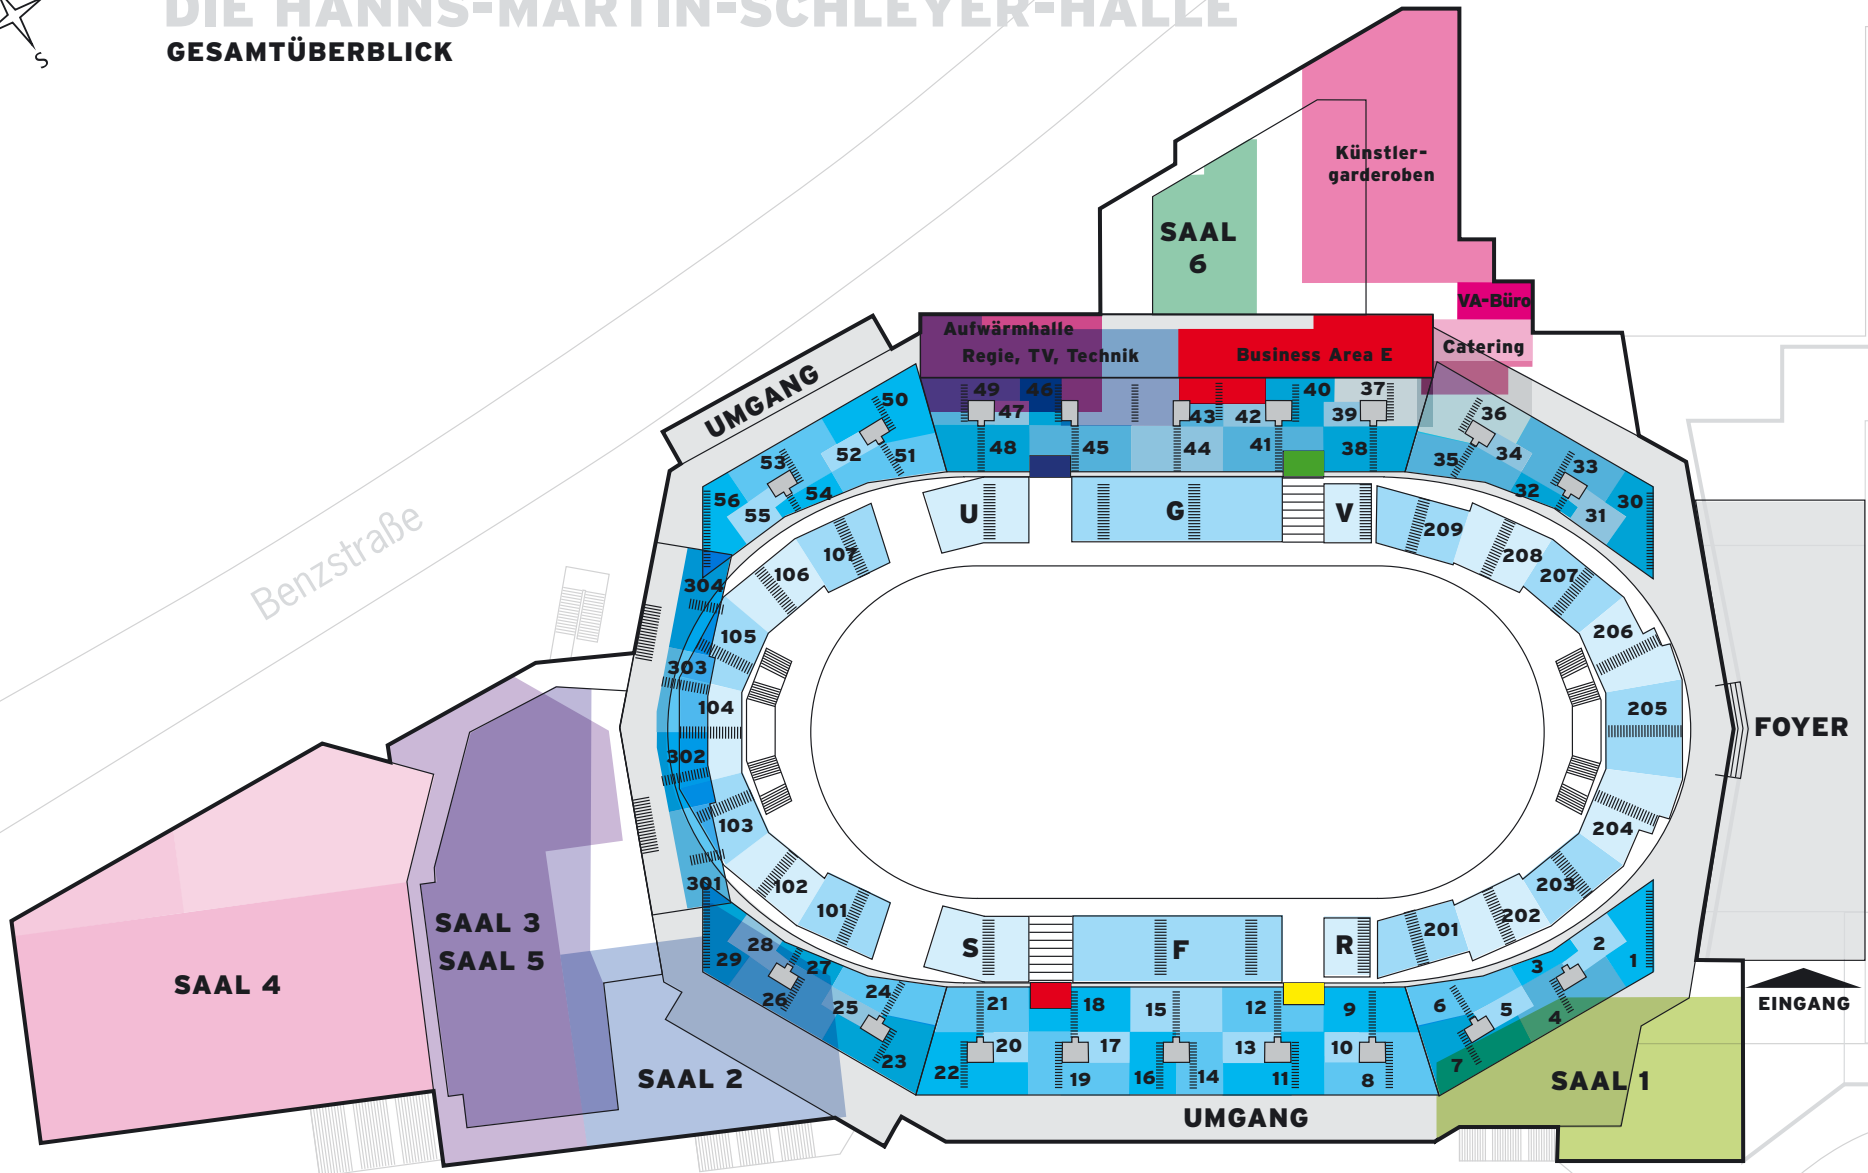 DIE HANNS-MARTIN-SCHLEYER-HALLE
GESAMTÜBERBLICK
S
Künstler-
garderoben
SAAL
6
VA-Büro
Aufwärmhalle
Regie, TV, Technik
Business Area E
Catering
UMGANG
49
46
47
48
45
43
42
44
41
40
37
39
38
50
52
51
53
54
56
55
36
35
34
33
32
31
30
U
G
V
209
208
207
206
205
204
203
202
201
107
106
105
104
103
102
101
304
303
302
301
Benzstraße
FOYER
EINGANG
SAAL 3
SAAL 5
SAAL 4
SAAL 2
SAAL 1
S
F
R
28
29
27
26
25
24
23
21
20
22
18
17
19
15
16
14
12
13
11
9
10
8
6
5
7
3
4
2
1
UMGANG